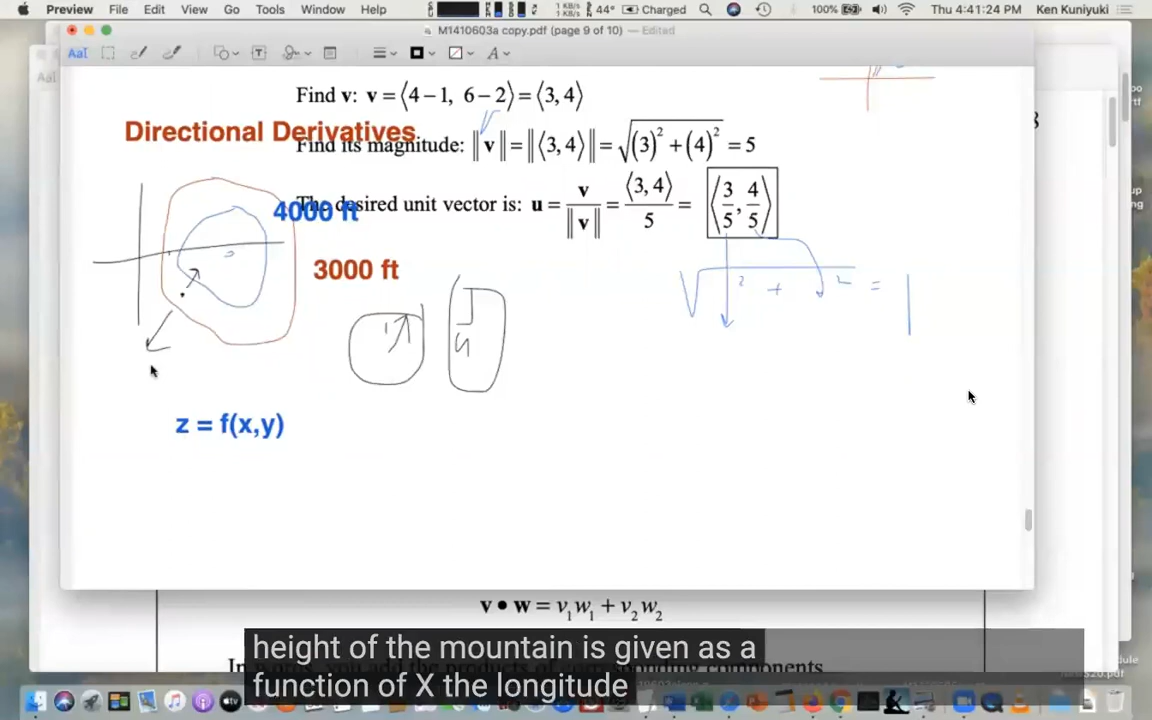 Preview File Edit View Go Tools Window Help 44° Charged 100% Thu 4:41:24 PM Ken Kuniyuki
M1410603a copy.pdf (page 9 of 10) — Edited
Find v: v = ⟨4 − 1, 6 − 2⟩ = ⟨3, 4⟩
Directional Derivatives
Find its magnitude: ‖v‖ = ‖⟨3, 4⟩‖ = √((3)² + (4)²) = 5
4000 ft
The desired unit vector is: u = v/‖v‖ = ⟨3, 4⟩/5 = ⟨3/5, 4/5⟩
3000 ft
√ ² + ² = 1
z = f(x,y)
v • w = v₁w₁ + v₂w₂
height of the mountain is given as a
function of X the longitude